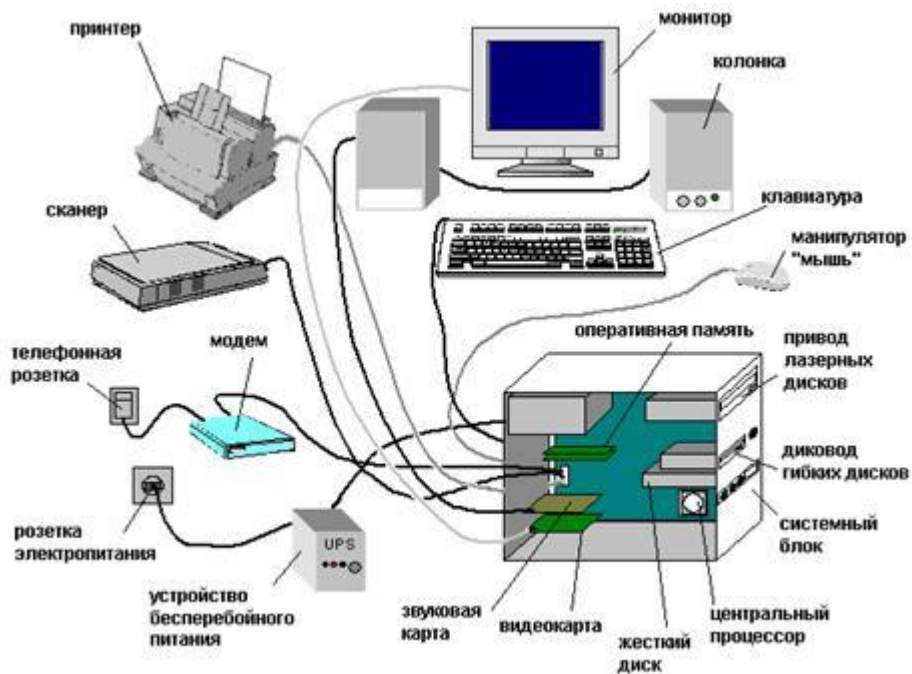 принтер
монитор
колонка
клавиатура
сканер
манипулятор
"мышь"
оперативная память
привод
лазерных
дисков
телефонная
розетка
модем
диковод
гибких дисков
розетка
электропитания
UPS
системный
блок
устройство
бесперебойного
питания
звуковая
карта
видеокарта
жесткий
диск
центральный
процессор